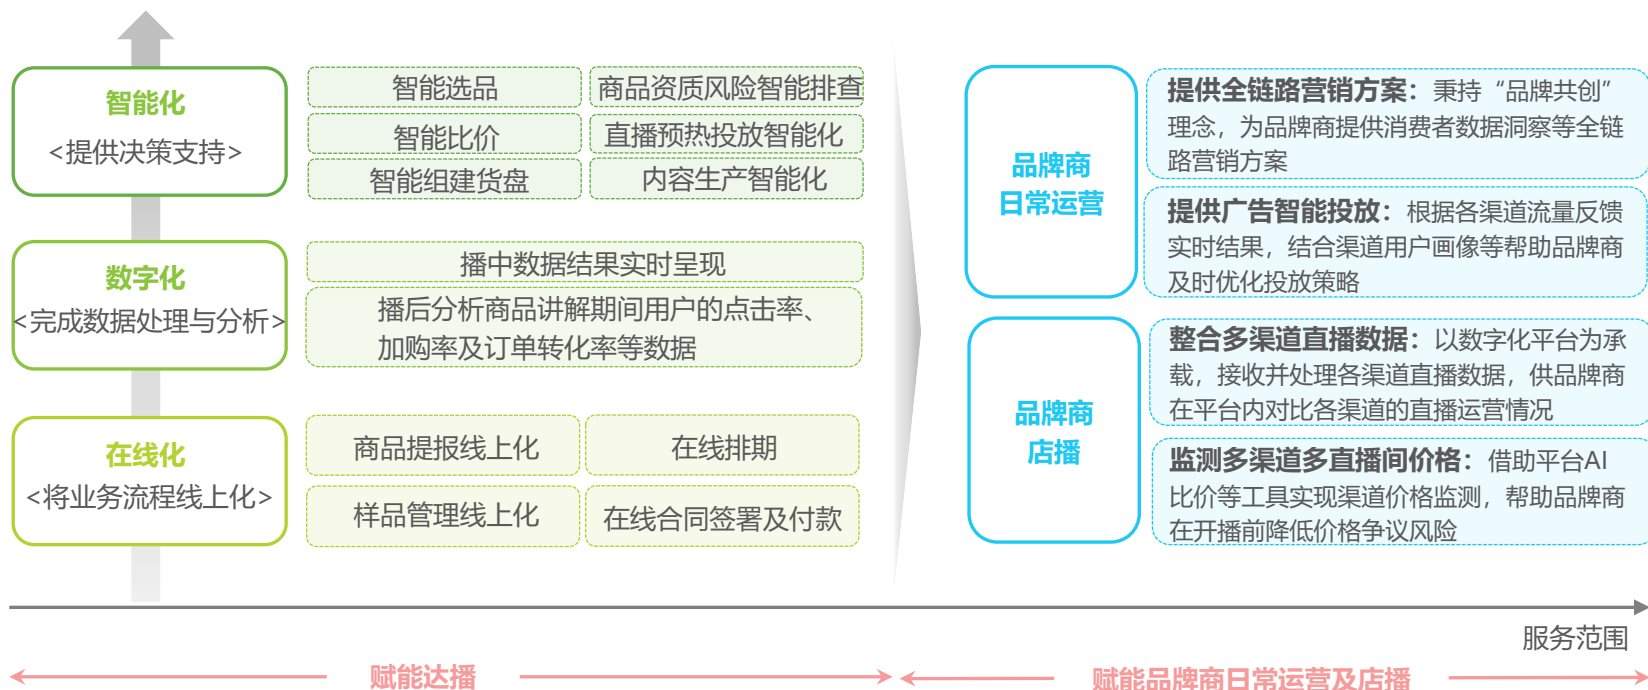 智能化
<提供决策支持>
智能选品
商品资质风险智能排查
智能比价
直播预热投放智能化
智能组建货盘
内容生产智能化
数字化
<完成数据处理与分析>
播中数据结果实时呈现
播后分析商品讲解期间用户的点击率、
加购率及订单转化率等数据
在线化
<将业务流程线上化>
商品提报线上化
在线排期
样品管理线上化
在线合同签署及付款
品牌商
日常运营
提供全链路营销方案：秉持“品牌共创”
理念，为品牌商提供消费者数据洞察等全链
路营销方案
提供广告智能投放：根据各渠道流量反馈
实时结果，结合渠道用户画像等帮助品牌商
及时优化投放策略
品牌商
店播
整合多渠道直播数据：以数字化平台为承
载，接收并处理各渠道直播数据，供品牌商
在平台内对比各渠道的直播运营情况
监测多渠道多直播间价格：借助平台AI
比价等工具实现渠道价格监测，帮助品牌商
在开播前降低价格争议风险
服务范围
赋能达播
赋能品牌商日常运营及店播